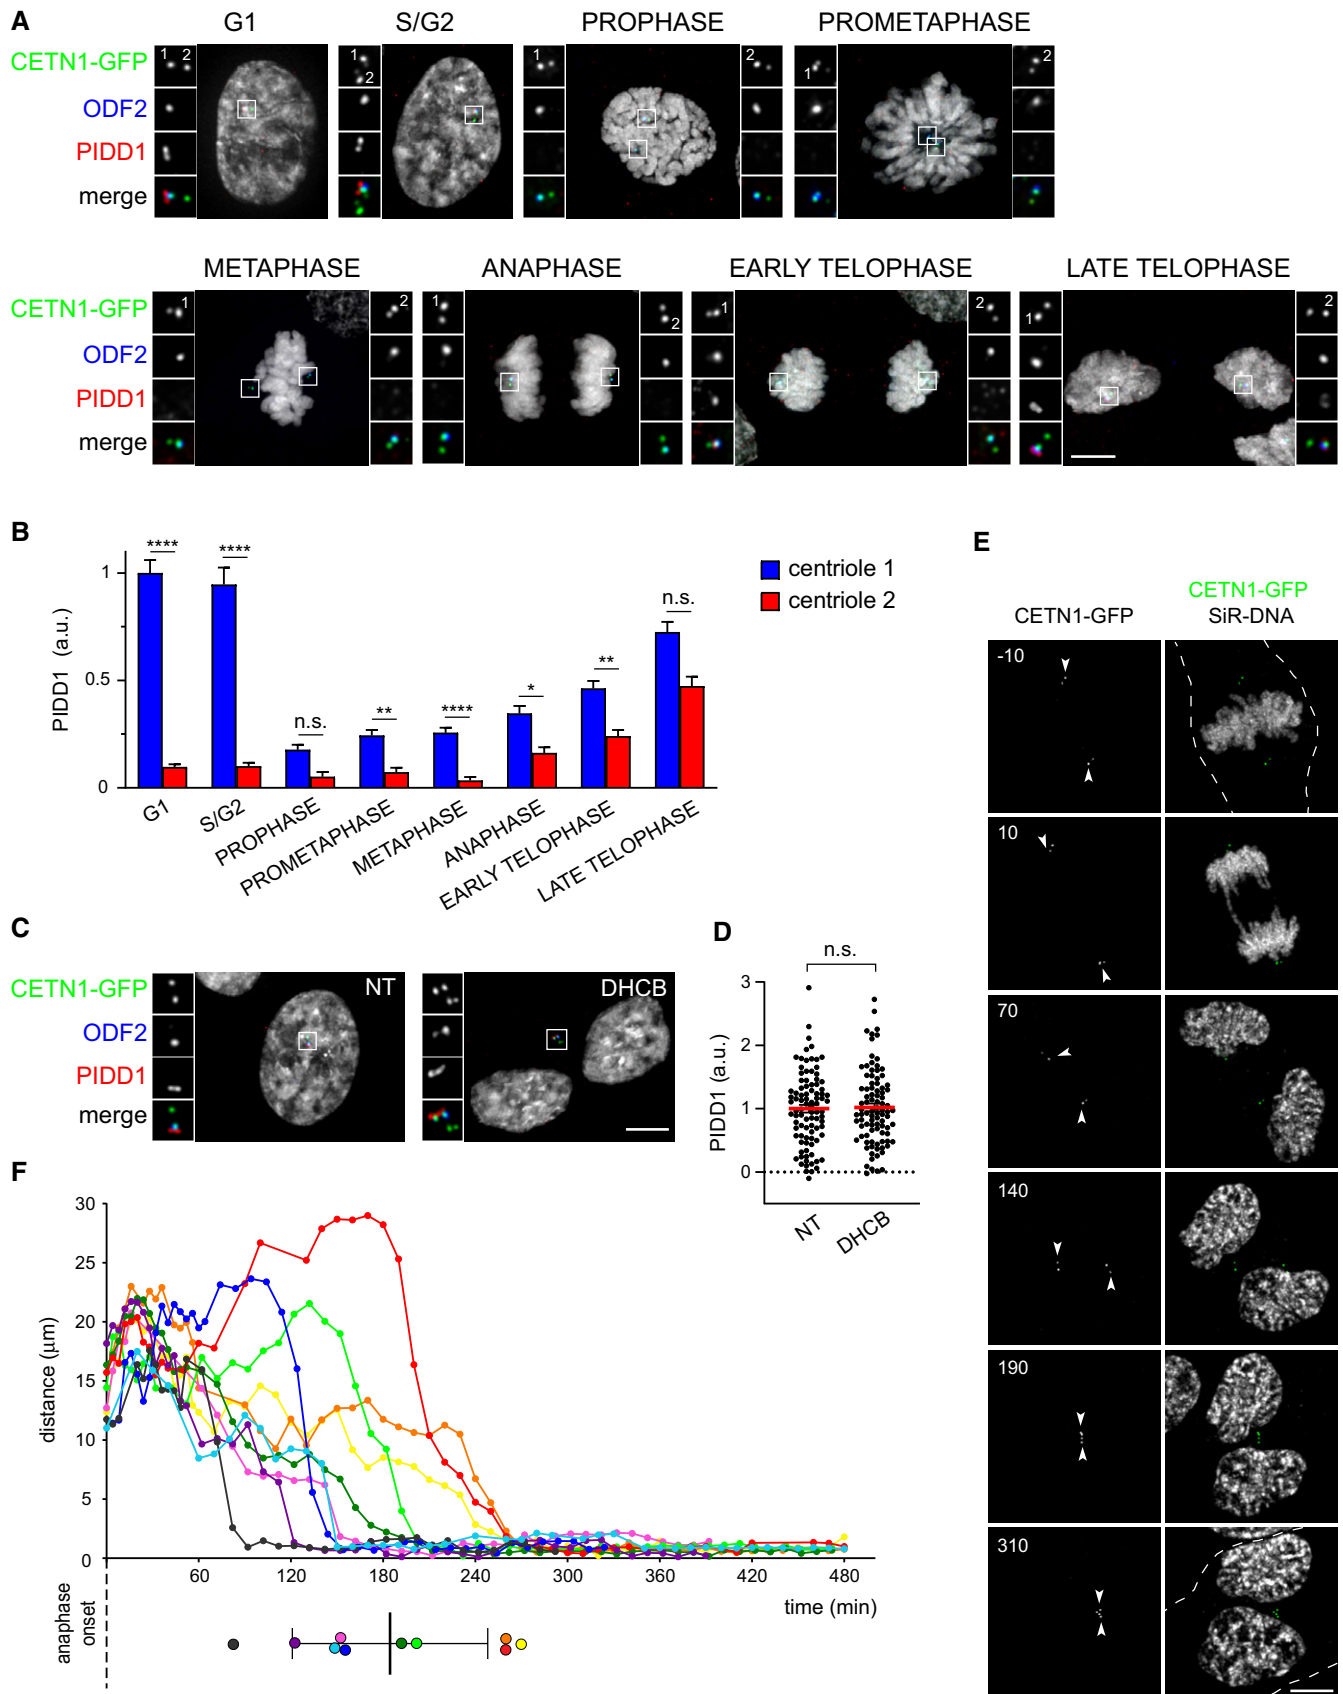 A
G1
S/G2
PROPHASE
PROMETAPHASE
CETN1-GFP
1 2
1
2
1
2
1
2
ODF2
PIDD1
merge
METAPHASE
ANAPHASE
EARLY TELOPHASE
LATE TELOPHASE
CETN1-GFP
1
2
1
2
1
2
1
2
ODF2
PIDD1
merge
B
PIDD1 (a.u.)
1
0.5
0
****
****
n.s.
**
****
*
**
n.s.
centriole 1
centriole 2
G1
S/G2
PROPHASE
PROMETAPHASE
METAPHASE
ANAPHASE
EARLY TELOPHASE
LATE TELOPHASE
C
CETN1-GFP
ODF2
PIDD1
merge
NT
DHCB
D
n.s.
PIDD1 (a.u.)
3
2
1
0
NT
DHCB
E
CETN1-GFP
CETN1-GFP
SiR-DNA
-10
10
70
140
190
310
F
distance (µm)
30
25
20
15
10
5
0
60
120
180
240
300
360
420
480
time (min)
anaphase
onset